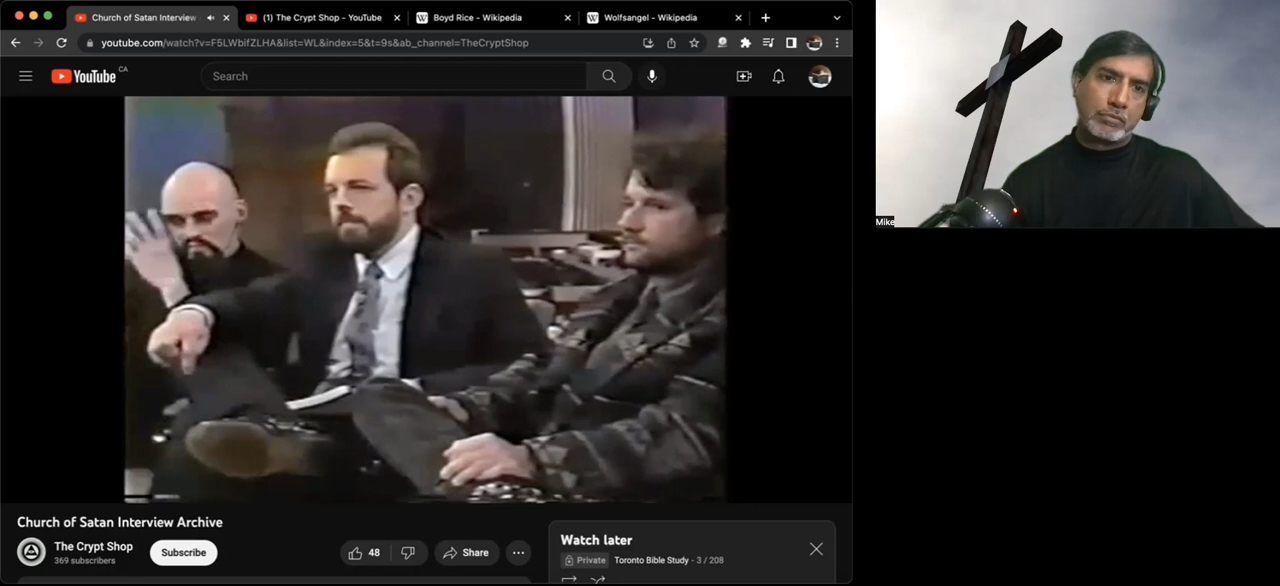 Church of Satan Interview
(1) The Crypt Shop - YouTube
Boyd Rice - Wikipedia
Wolfsangel - Wikipedia
youtube.com/watch?v=F5LWbifZLHA&list=WL&index=5&t=9s&ab_channel=TheCryptShop
YouTube CA
Search
Mike
Church of Satan Interview Archive
The Crypt Shop
369 subscribers
Subscribe
48
Share
Watch later
Private
Toronto Bible Study - 3 / 208